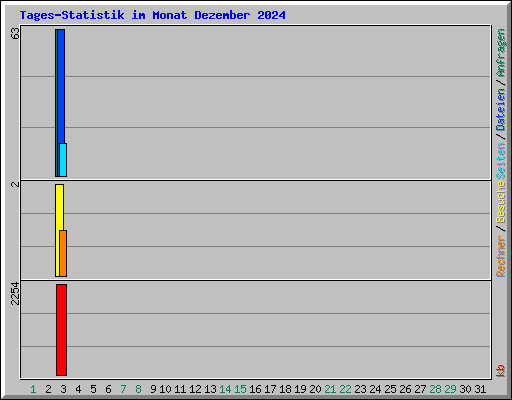 Tages-Statistik im Monat Dezember 2024
63
2
2254
Rechner / Besuche Seiten / Dateien / Anfragen
kb
1 2 3 4 5 6 7 8 9 10 11 12 13 14 15 16 17 18 19 20 21 22 23 24 25 26 27 28 29 30 31